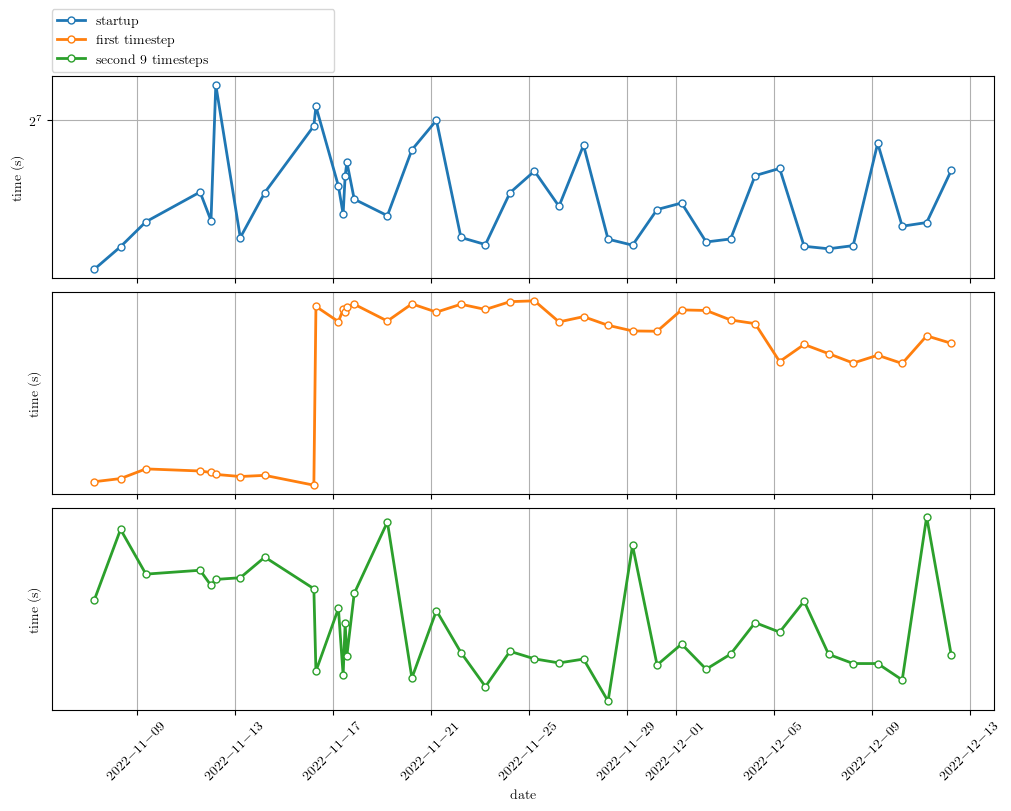 startup
first timestep
second 9 timesteps
2⁷
time (s)
time (s)
time (s)
2022−11−09
2022−11−13
2022−11−17
2022−11−21
2022−11−25
2022−11−29
2022−12−01
2022−12−05
2022−12−09
2022−12−13
date